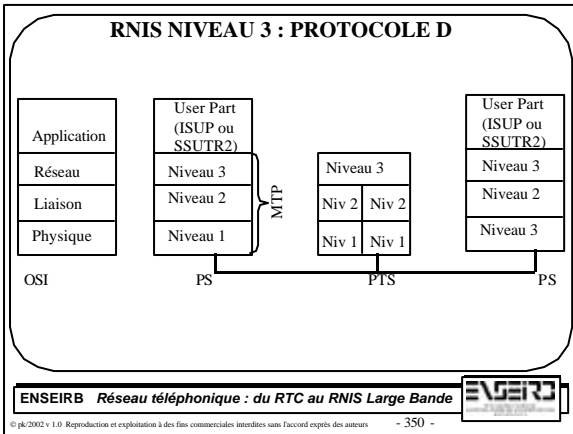 RNIS NIVEAU 3 : PROTOCOLE D
Application
Réseau
Liaison
Physique
OSI
User Part
(ISUP ou
SSUTR2)
Niveau 3
Niveau 2
Niveau 1
MTP
PS
Niveau 3
Niv 2 Niv 2
Niv 1 Niv 1
PTS
User Part
(ISUP ou
SSUTR2)
Niveau 3
Niveau 2
Niveau 3
PS
ENSEIRB Réseau téléphonique : du RTC au RNIS Large Bande
ENSEIRB
© pk/2002 v 1.0 Reproduction et exploitation à des fins commerciales interdites sans l'accord exprès des auteurs - 350 -